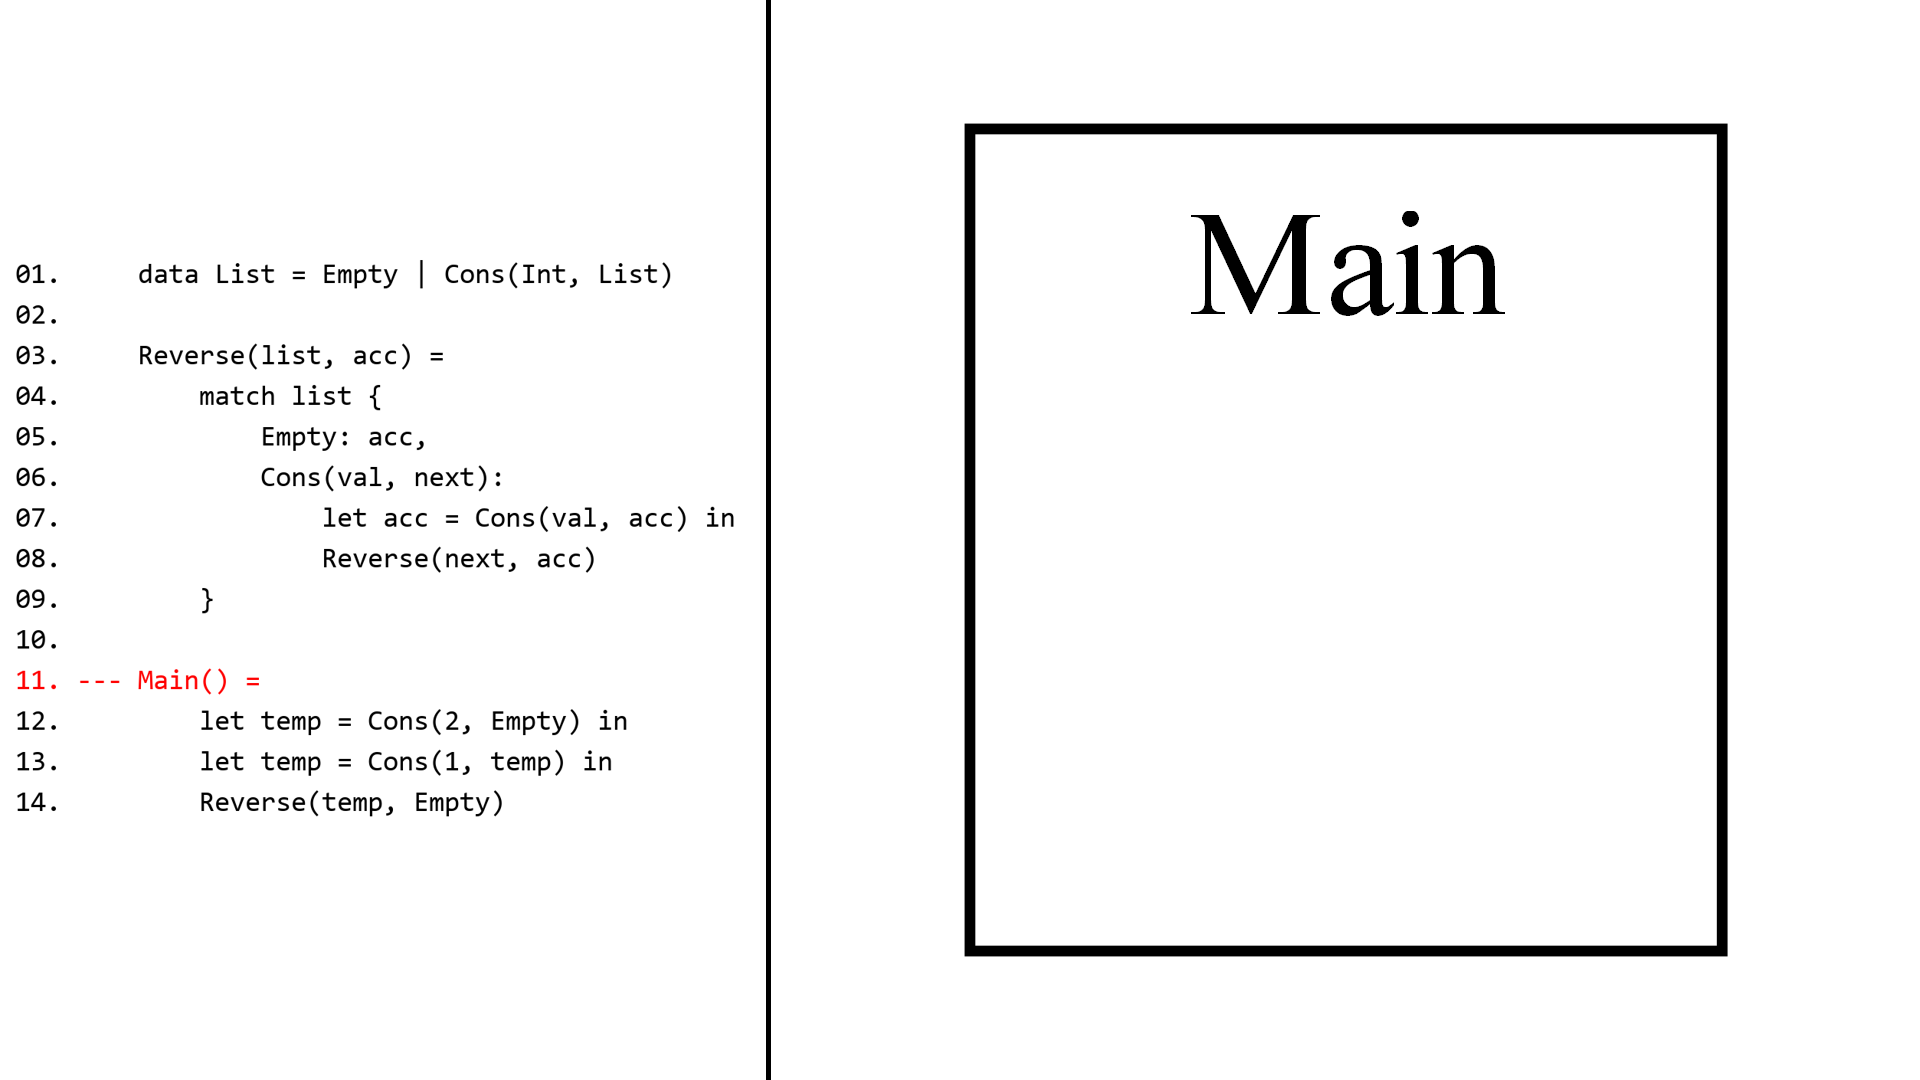 01.     data List = Empty | Cons(Int, List)
02.
03.     Reverse(list, acc) =
04.         match list {
05.             Empty: acc,
06.             Cons(val, next):
07.                 let acc = Cons(val, acc) in
08.                 Reverse(next, acc)
09.         }
10.
11. --- Main() =
12.         let temp = Cons(2, Empty) in
13.         let temp = Cons(1, temp) in
14.         Reverse(temp, Empty)
Main